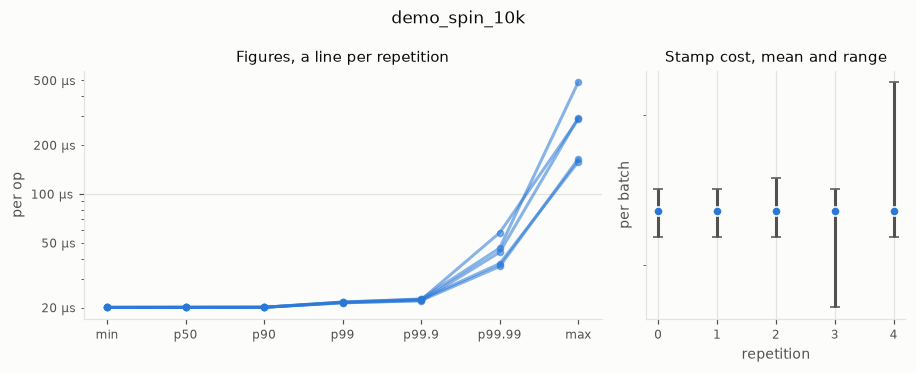 demo_spin_10k
Figures, a line per repetition
500 µs
200 µs
100 µs
50 µs
20 µs
per op
min p50 p90 p99 p99.9 p99.99 max
Stamp cost, mean and range
per batch
0 1 2 3 4
repetition